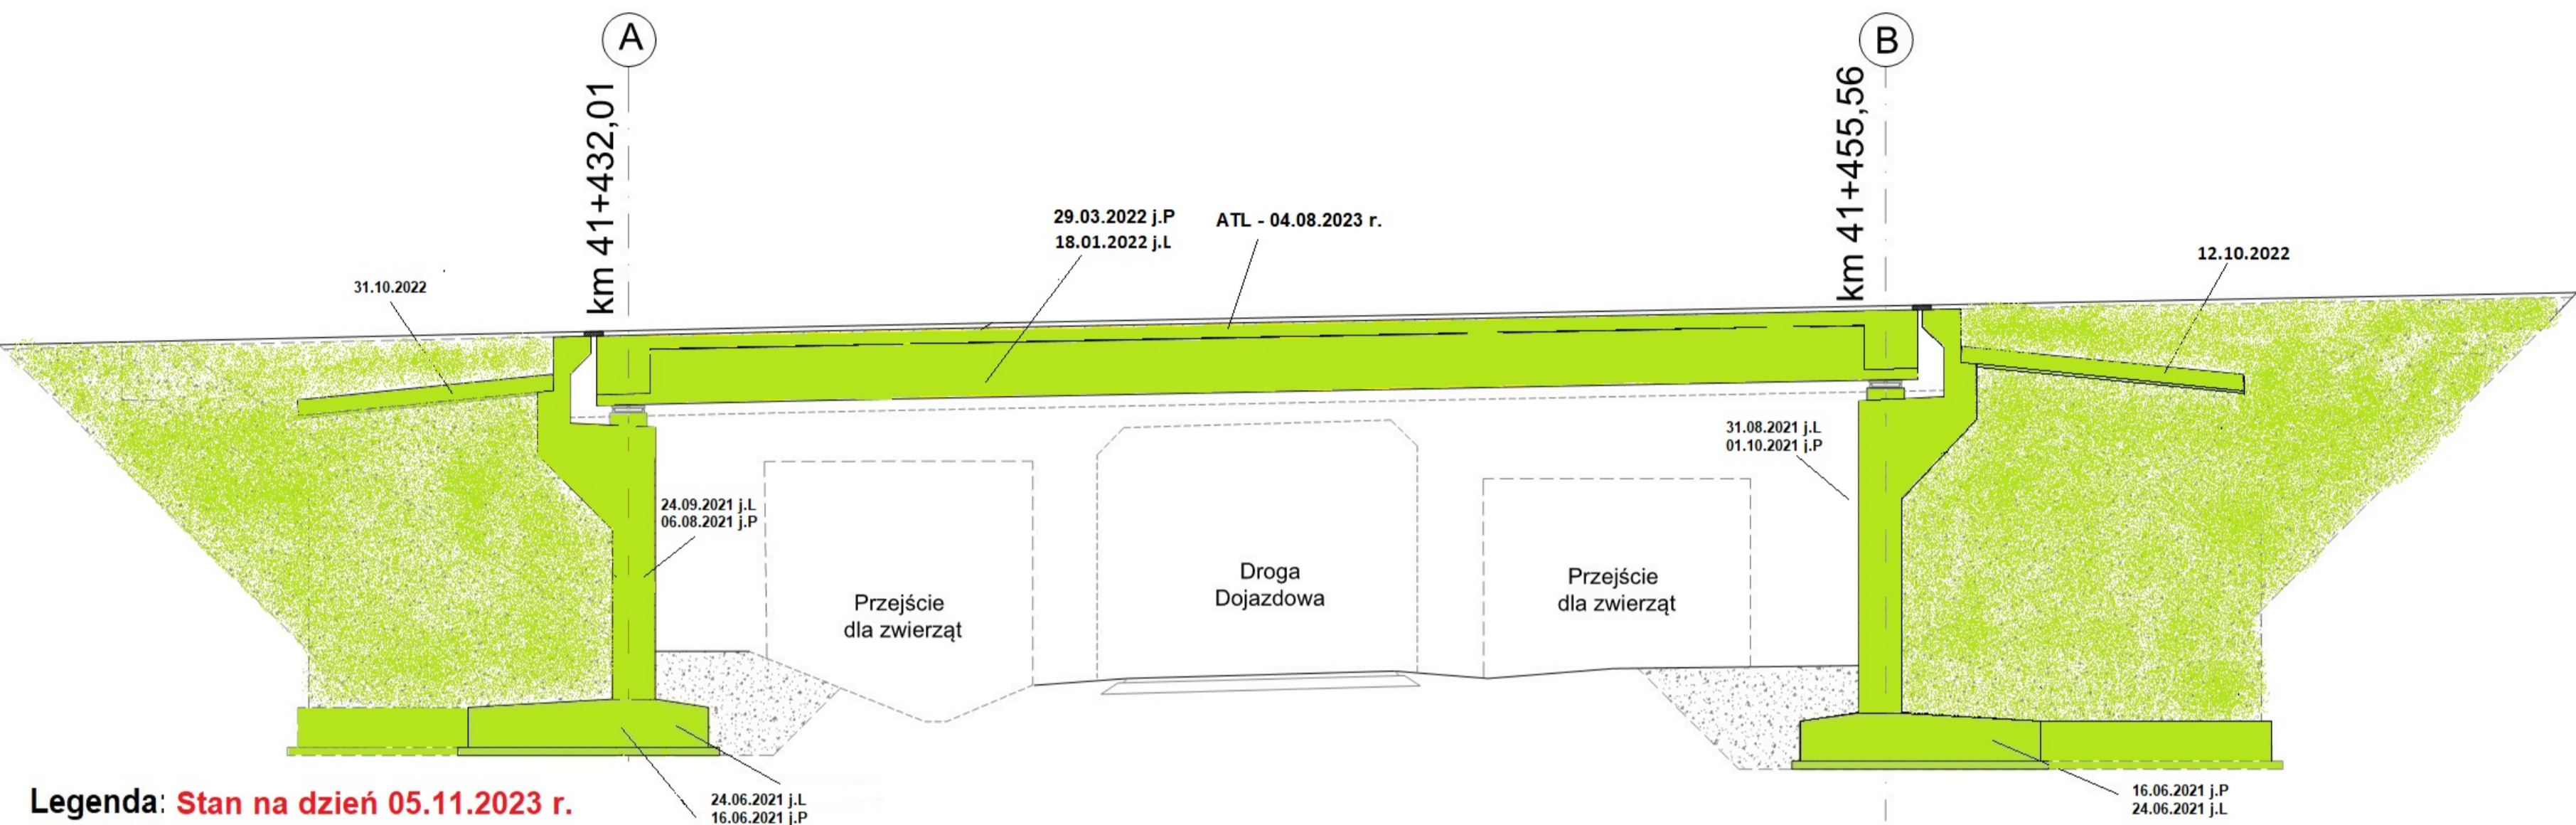 A
B
km 41+432,01
km 41+455,56
29.03.2022 j.P
18.01.2022 j.L
ATL - 04.08.2023 r.
12.10.2022
31.10.2022
31.08.2021 j.L
01.10.2021 j.P
24.09.2021 j.L
06.08.2021 j.P
Przejście
dla zwierząt
Droga
Dojazdowa
Przejście
dla zwierząt
24.06.2021 j.L
16.06.2021 j.P
16.06.2021 j.P
24.06.2021 j.L
Legenda: Stan na dzień 05.11.2023 r.